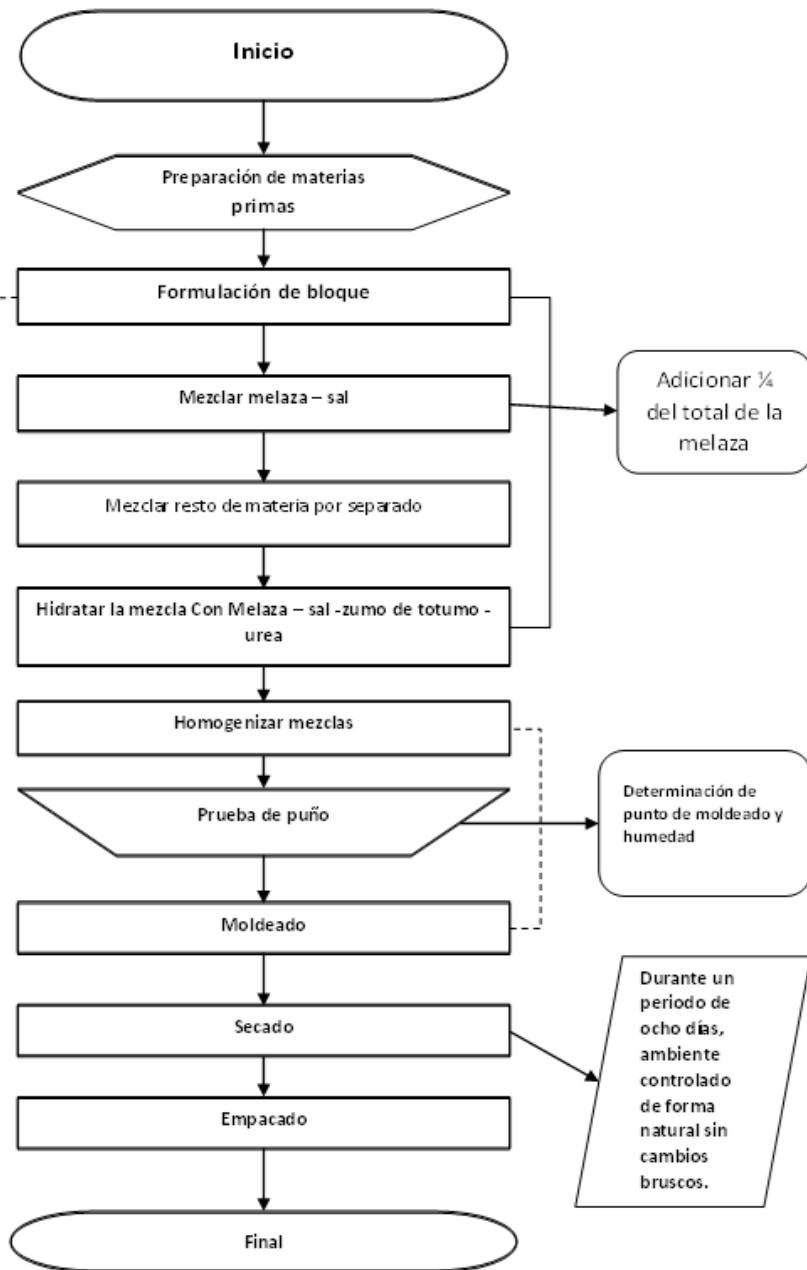 Inicio
Preparación de materias
primas
Formulación de bloque
Mezclar melaza – sal
Adicionar ¼
del total de la
melaza
Mezclar resto de materia por separado
Hidratar la mezcla Con Melaza – sal -zumo de totumo -
urea
Homogenizar mezclas
Prueba de puño
Determinación de
punto de moldeado y
humedad
Moldeado
Secado
Durante un
periodo de
ocho días,
ambiente
controlado
de forma
natural sin
cambios
bruscos.
Empacado
Final